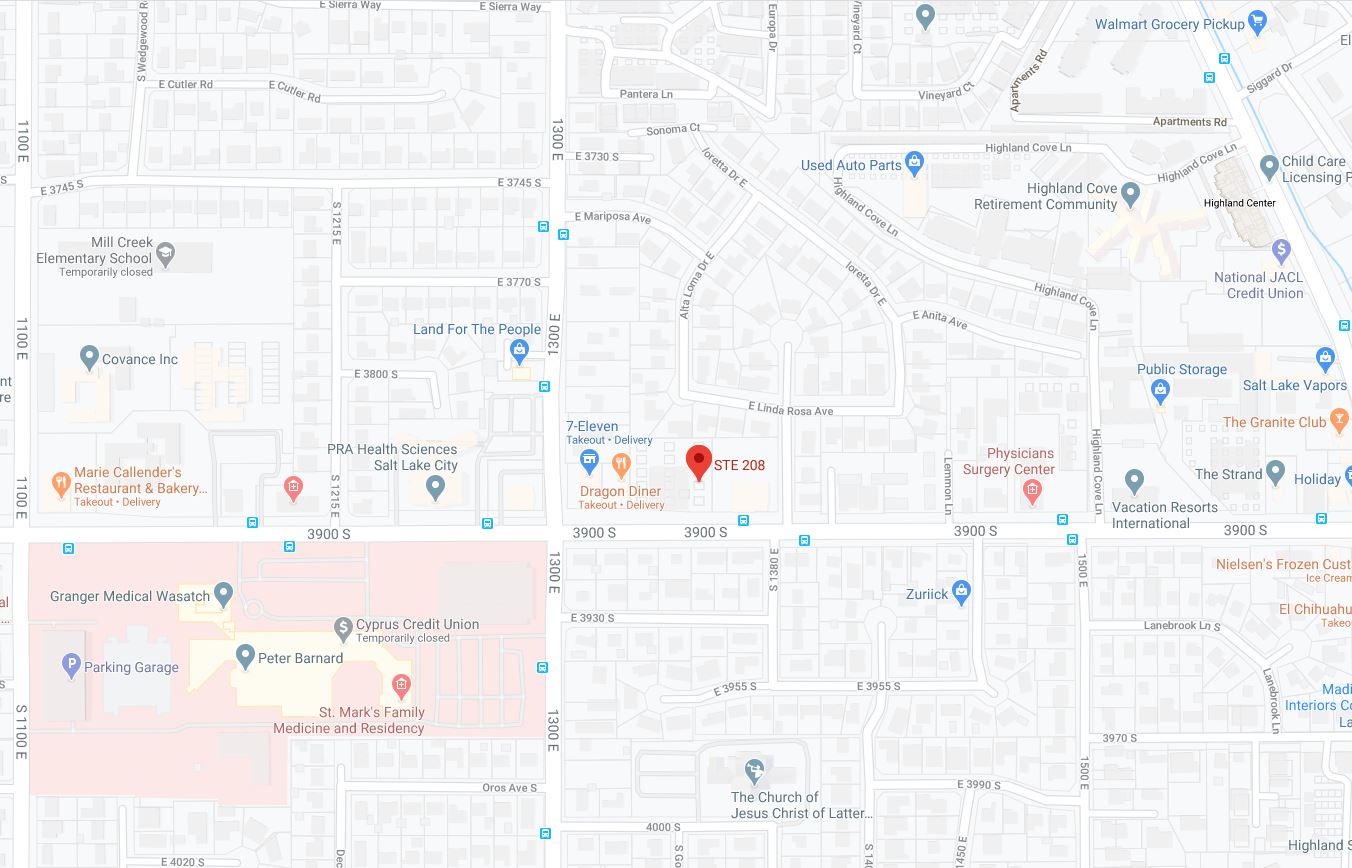 E Sierra Way
E Sierra Way
S Wedgewood R
Europa Dr
Vineyard Ct
Walmart Grocery Pickup
El
E Cutler Rd
E Cutler Rd
Pantera Ln
Vineyard Ct
Apartments Rd
Siggard Dr
Apartments Rd
1100 E
1300 E
Sonoma Ct
E 3730 S
loretta Dr E
Used Auto Parts
Highland Cove Ln
Highland Cove Ln
Child Care
Licensing P
S
E 3745 S
E 3745 S
Highland Cove Ln
Highland Cove
Retirement Community
Highland Center
S 1215 E
E Mariposa Ave
Mill Creek
Elementary School
Temporarily closed
E 3770 S
Alta Loma Dr E
loretta Dr E
Highland Cove Ln
National JACL
Credit Union
1100 E
Land For The People
1300 E
E Anita Ave
Covance Inc
nt
re
E 3800 S
Public Storage
Salt Lake Vapors
E Linda Rosa Ave
The Granite Club
7-Eleven
Takeout • Delivery
PRA Health Sciences
Salt Lake City
Marie Callender's
Restaurant & Bakery...
Takeout • Delivery
1100 E
S 1215 E
Dragon Diner
Takeout • Delivery
STE 208
Lemmon Ln
Physicians
Surgery Center
Highland Cove Ln
Vacation Resorts
International
The Strand
Holiday
3900 S
3900 S
3900 S
3900 S
3900 S
1300 E
S 1380 E
1500 E
Nielsen's Frozen Cust
Ice Cream
Granger Medical Wasatch
al
...
Zuriick
El Chihuahu
Takeo
Cyprus Credit Union
Temporarily closed
E 3930 S
Lanebrook Ln S
Parking Garage
Peter Barnard
E 3955 S
E 3955 S
Lanebrook Ln
Madi
Interiors Co
La
S
S 1100 E
St. Mark's Family
Medicine and Residency
1300 E
3970 S
1500 E
Oros Ave S
The Church of
Jesus Christ of Latter...
E 3990 S
4000 S
E 4020 S
Dec
S Go
S 14
1450 E
Highland S